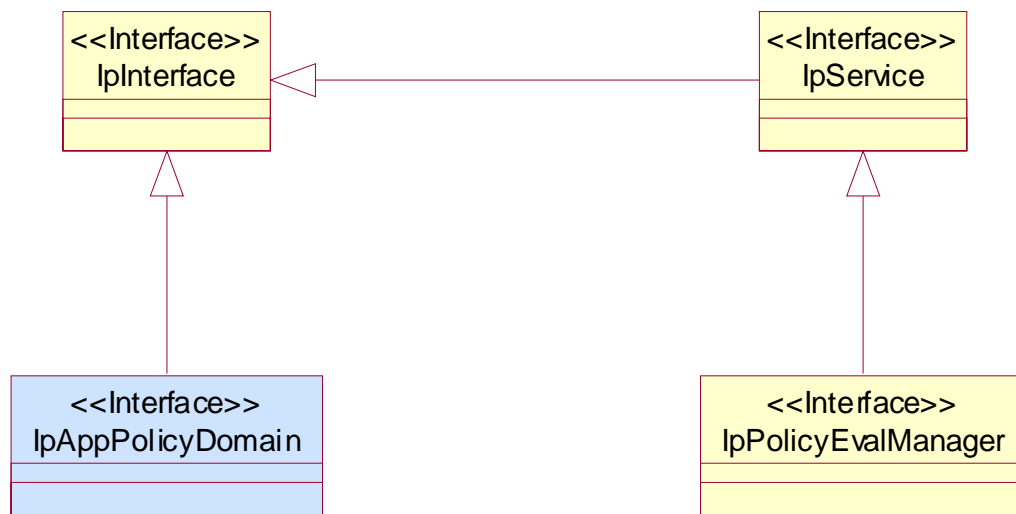 <<Interface>>
IpInterface
<<Interface>>
IpService
<<Interface>>
IpAppPolicyDomain
<<Interface>>
IpPolicyEvalManager